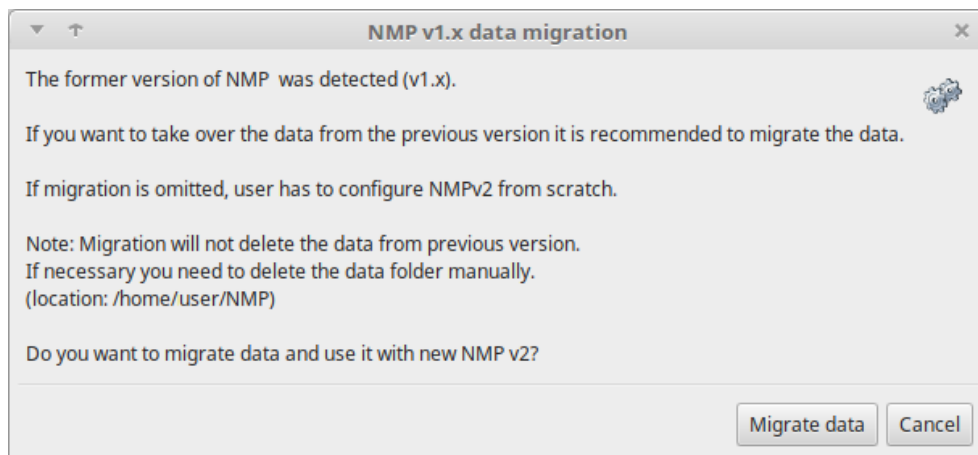 NMP v1.x data migration
The former version of NMP  was detected (v1.x).
If you want to take over the data from the previous version it is recommended to migrate the data.
If migration is omitted, user has to configure NMPv2 from scratch.
Note: Migration will not delete the data from previous version.
If necessary you need to delete the data folder manually.
(location: /home/user/NMP)
Do you want to migrate data and use it with new NMP v2?
Migrate data
Cancel